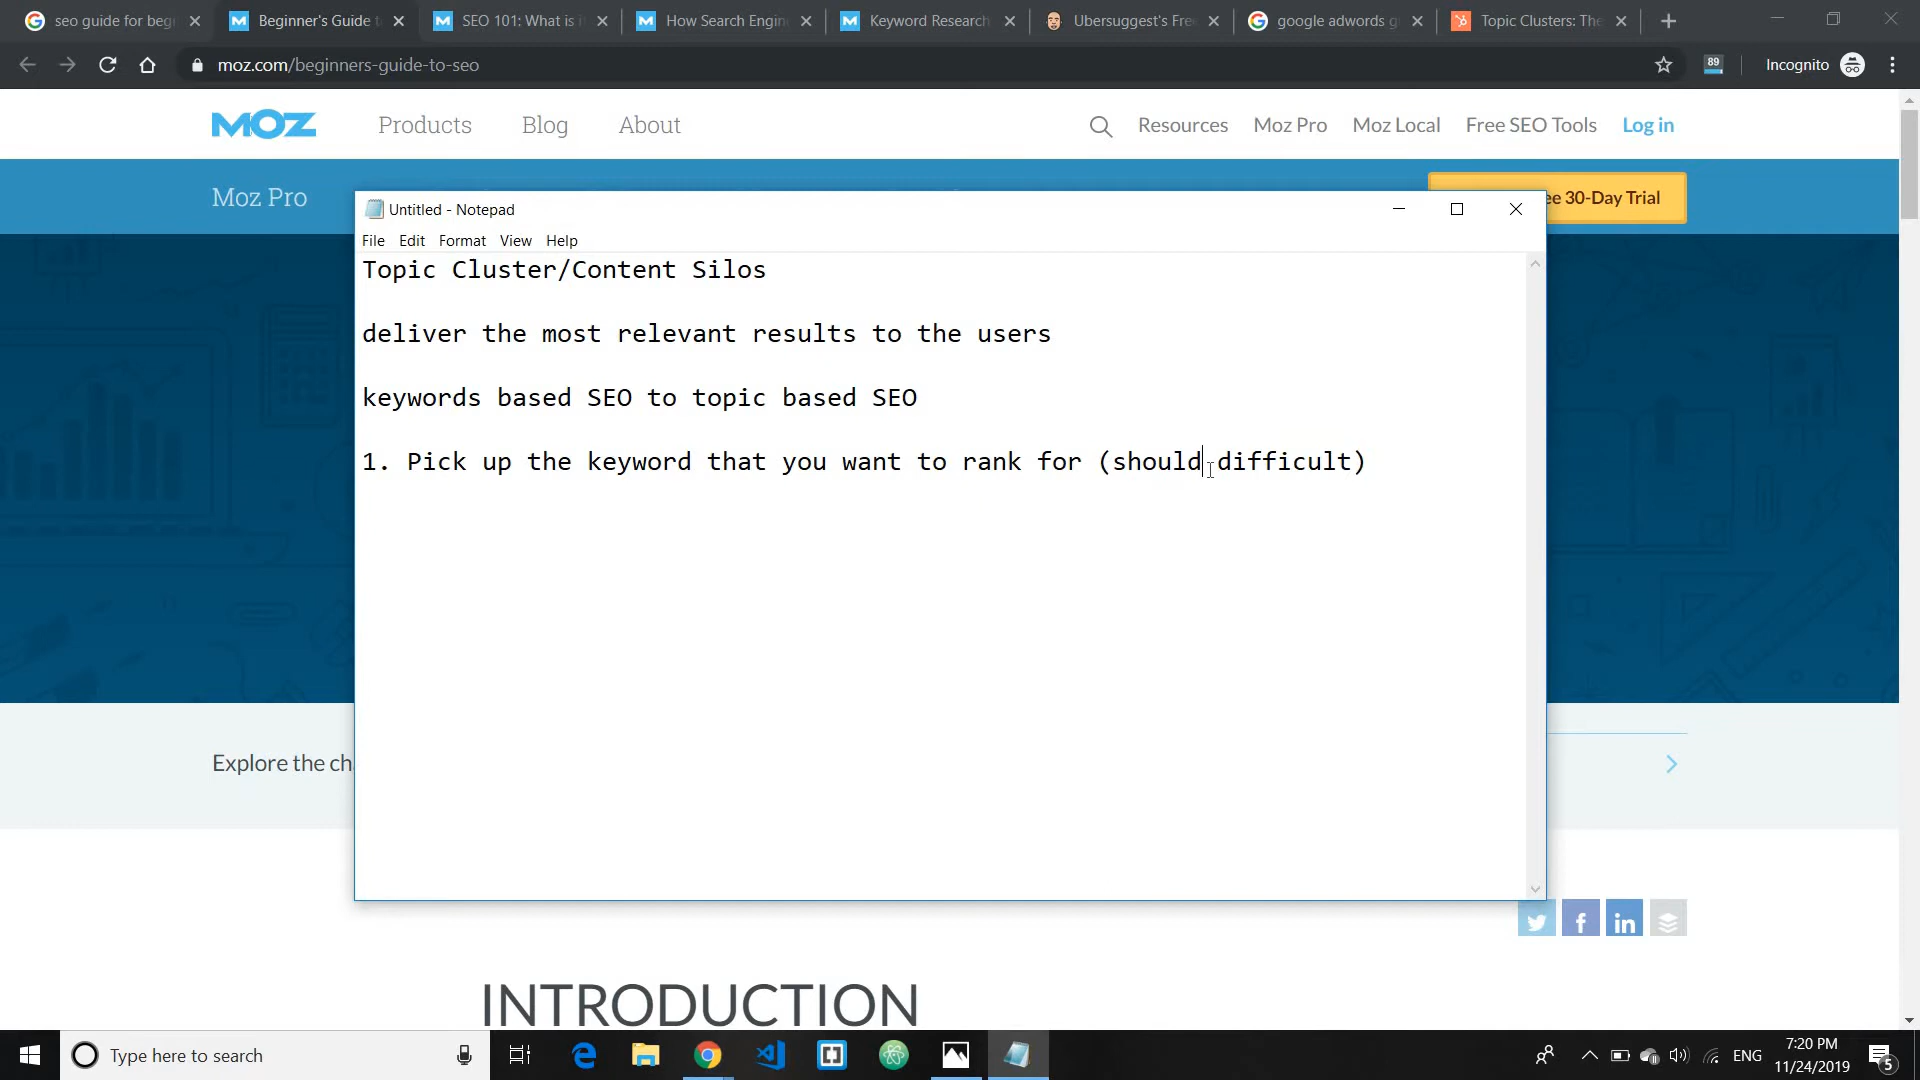 seo guide for begi
Beginner's Guide t
SEO 101: What is i
How Search Engin
Keyword Research
Ubersuggest's Fre
google adwords g
Topic Clusters: The
moz.com/beginners-guide-to-seo
89
Incognito
MOZ
Products
Blog
About
Resources
Moz Pro
Moz Local
Free SEO Tools
Log in
Moz Pro
ee 30-Day Trial
Untitled - Notepad
File Edit Format View Help
Topic Cluster/Content Silos
deliver the most relevant results to the users
keywords based SEO to topic based SEO
1. Pick up the keyword that you want to rank for (should difficult)
Explore the ch
INTRODUCTION
Type here to search
ENG
7:20 PM
11/24/2019
5